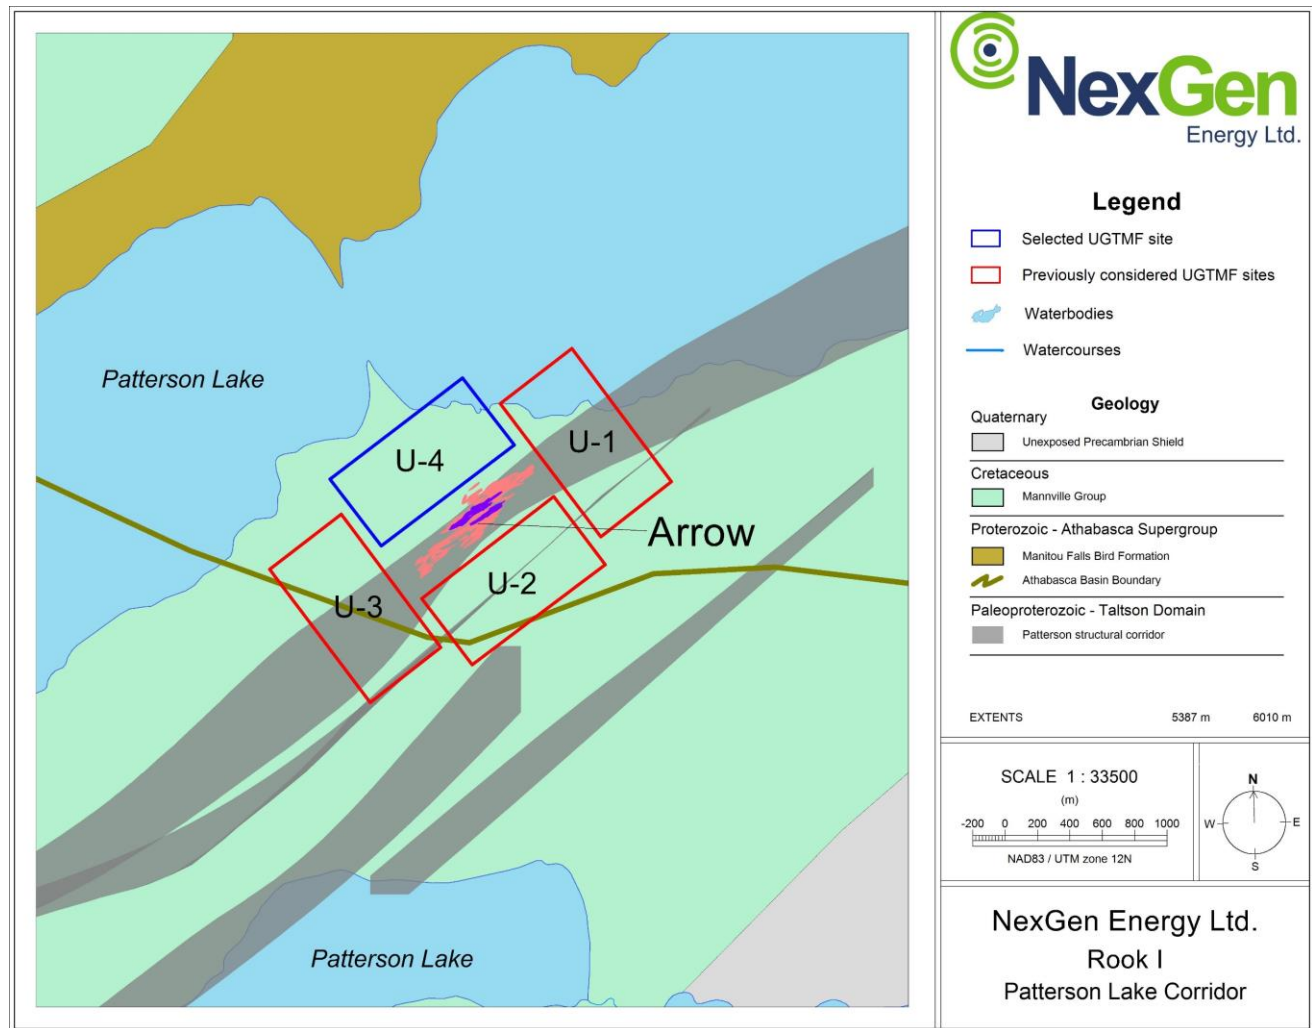 Patterson Lake
U-4
U-1
Arrow
U-2
U-3
Patterson Lake
NexGen
Energy Ltd.
Legend
Selected UGTMF site
Previously considered UGTMF sites
Waterbodies
Watercourses
Geology
Quaternary
Unexposed Precambrian Shield
Cretaceous
Mannville Group
Proterozoic - Athabasca Supergroup
Manitou Falls Bird Formation
Athabasca Basin Boundary
Paleoproterozoic - Taltson Domain
Patterson structural corridor
EXTENTS 5387 m 6010 m
SCALE 1 : 33500
(m)
-200 0 200 400 600 800 1000
NAD83 / UTM zone 12N
N
W E
S
NexGen Energy Ltd.
Rook I
Patterson Lake Corridor